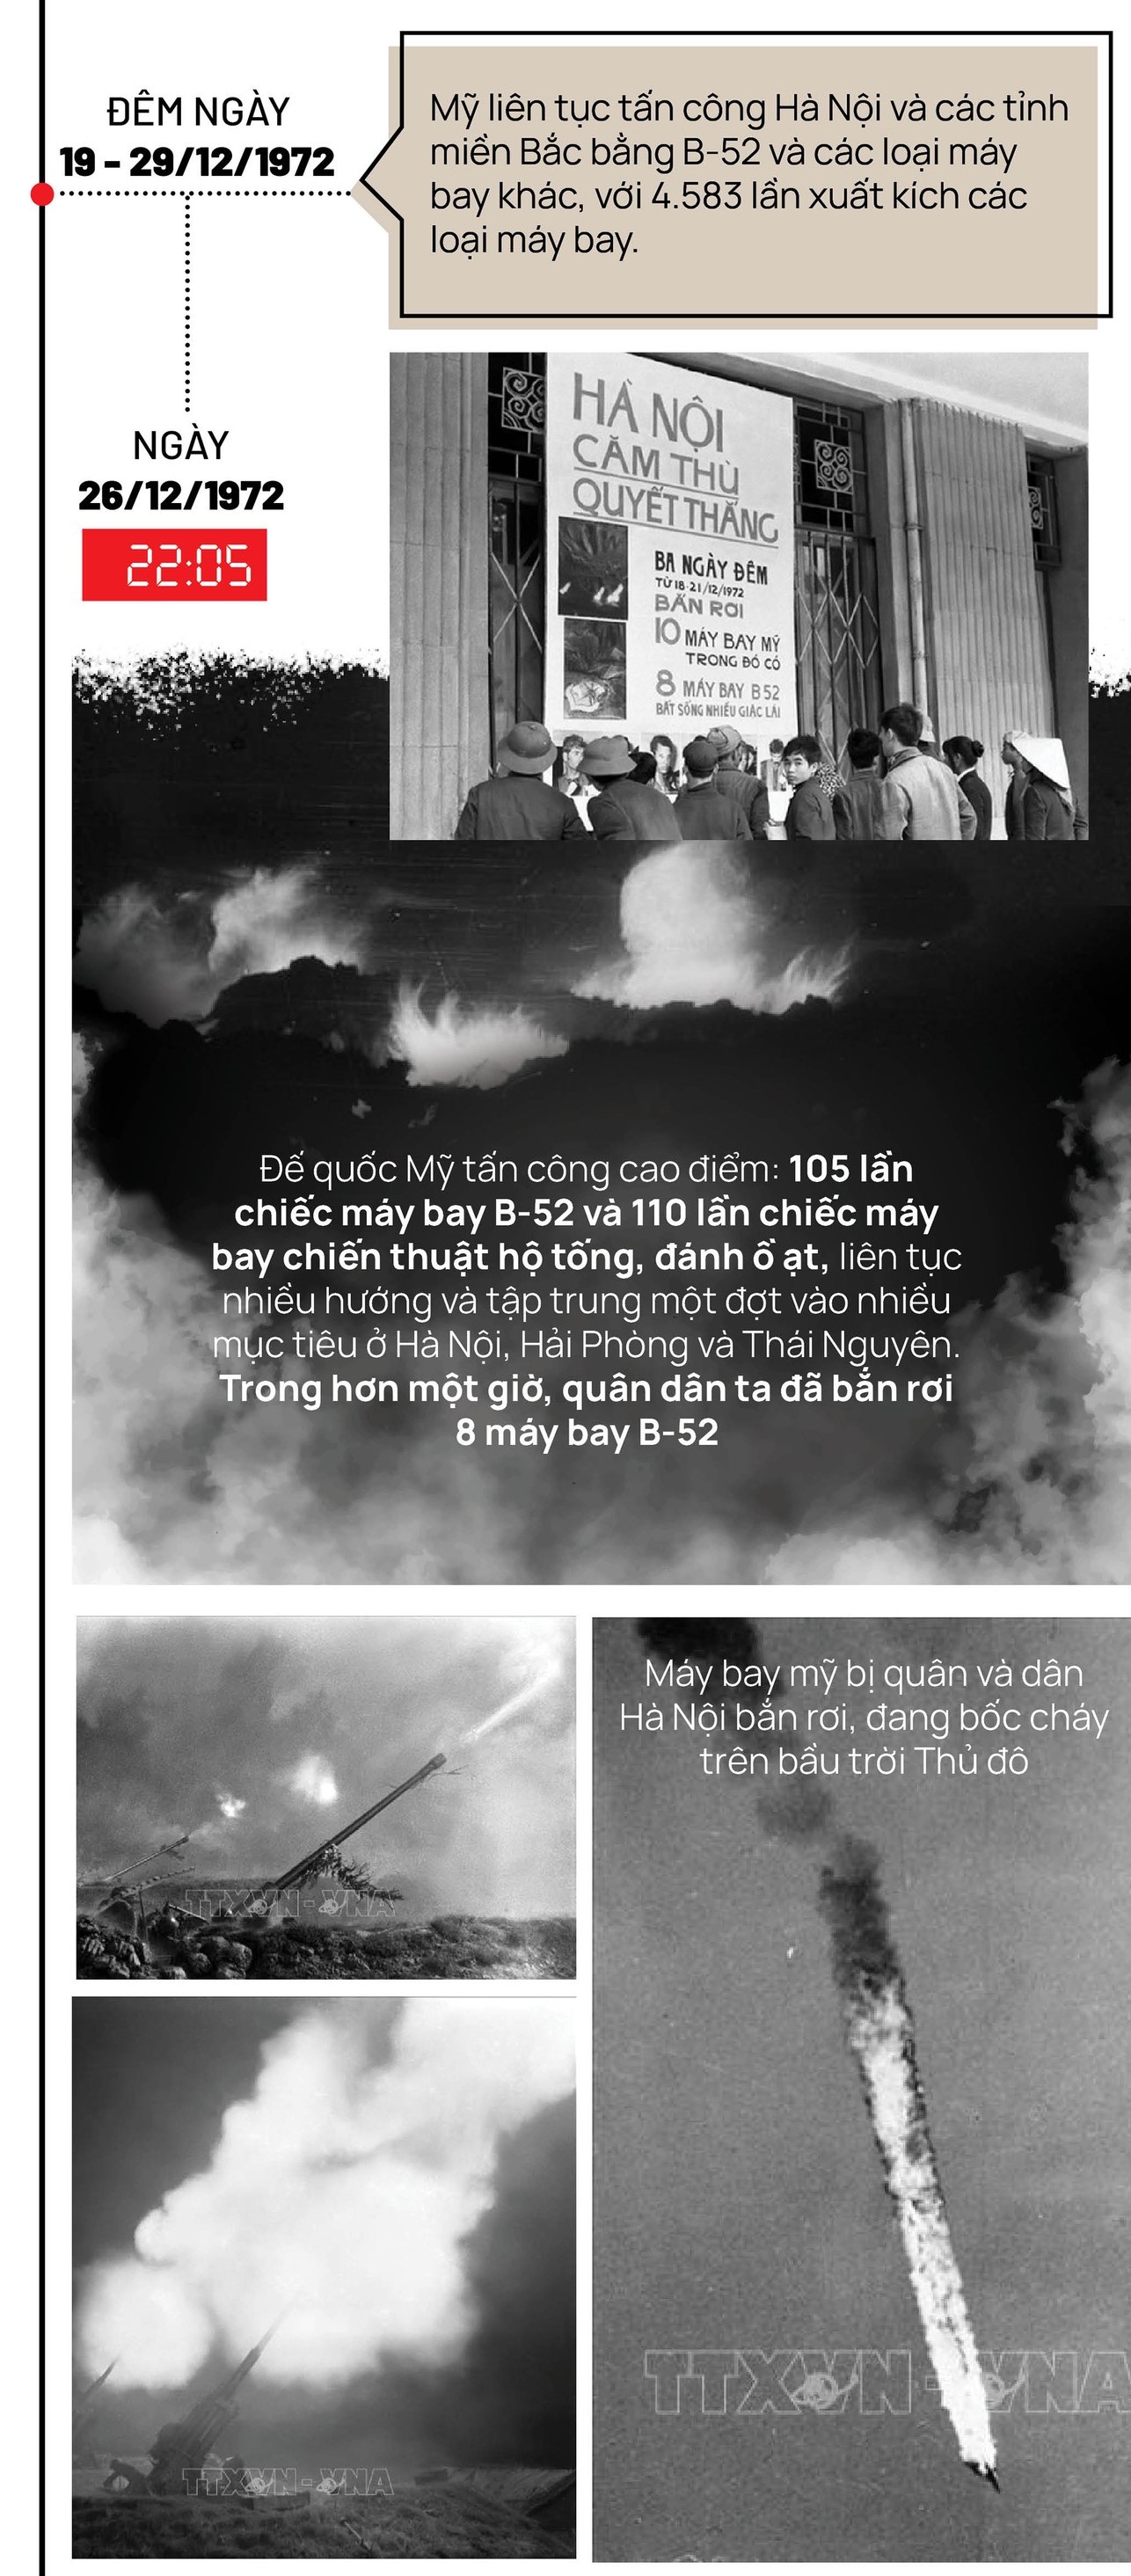 ĐÊM NGÀY
19 - 29/12/1972
Mỹ liên tục tấn công Hà Nội và các tỉnh
miền Bắc bằng B-52 và các loại máy
bay khác, với 4.583 lần xuất kích các
loại máy bay.
NGÀY
26/12/1972
22:05
HÀ NỘI
CĂM THÙ
QUYẾT THẮNG
BA NGÀY ĐÊM
TỪ 18-21/12/1972
BẮN RƠI
10 MÁY BAY MỸ
TRONG ĐÓ CÓ
8 MÁY BAY B52
BẮT SỐNG NHIỀU GIẶC LÁI
Đế quốc Mỹ tấn công cao điểm: 105 lần
chiếc máy bay B-52 và 110 lần chiếc máy
bay chiến thuật hộ tống, đánh ồ ạt, liên tục
nhiều hướng và tập trung một đợt vào nhiều
mục tiêu ở Hà Nội, Hải Phòng và Thái Nguyên.
Trong hơn một giờ, quân dân ta đã bắn rơi
8 máy bay B-52
Máy bay mỹ bị quân và dân
Hà Nội bắn rơi, đang bốc cháy
trên bầu trời Thủ đô
TTXVN-VNA
TTXVN-VNA
TTXVN-VNA